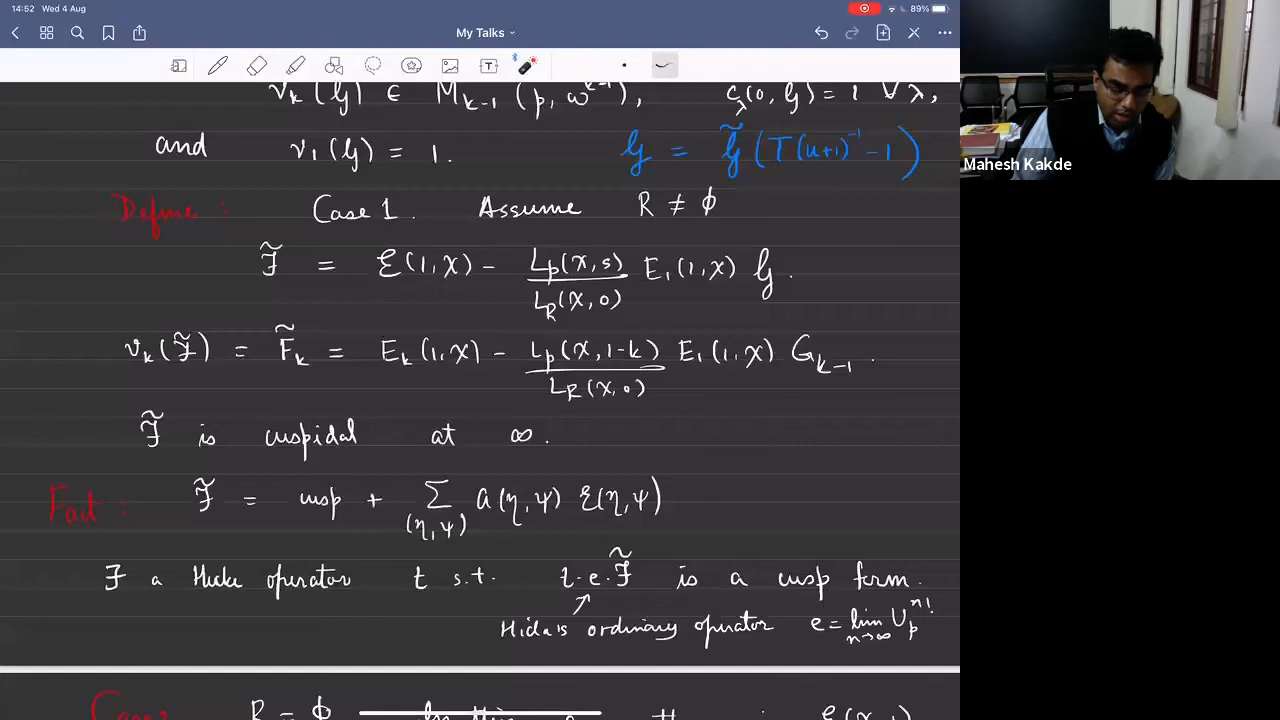 14:52 Wed 4 Aug
89%
My Talks
ν_k(𝒢) ∈ M_{k-1}(p, ω^{k-1}), c_λ(0, 𝒢) = 1 ∀λ,
and ν_1(𝒢) = 1. 𝒢 = 𝒢̃(T(u+1)^{-1} - 1)
Define: Case 1. Assume R ≠ ϕ
ℱ̃ = ℰ(1,χ) - L_p(χ,s)/L_R(χ,0) E_1(1,χ) 𝒢.
ν_k(ℱ̃) = F̃_k = E_k(1,χ) - L_p(χ,1-k)/L_R(χ,0) E_1(1,χ) G_{k-1}.
ℱ̃ is cuspidal at ∞.
Fact: ℱ̃ = cusp + ∑_{(η,ψ)} a(η,ψ) ℰ(η,ψ)
∃ a Hecke operator t s.t. t·e·ℱ̃ is a cusp form.
Hida's ordinary operator e = lim_{n→∞} U_p^{n!}
R = ϕ
Mahesh Kakde